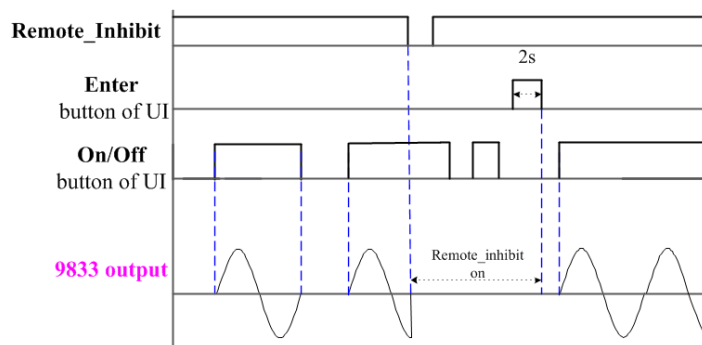 Remote_Inhibit
2s
Enter
button of UI
On/Off
button of UI
Remote_inhibit
on
9833 output